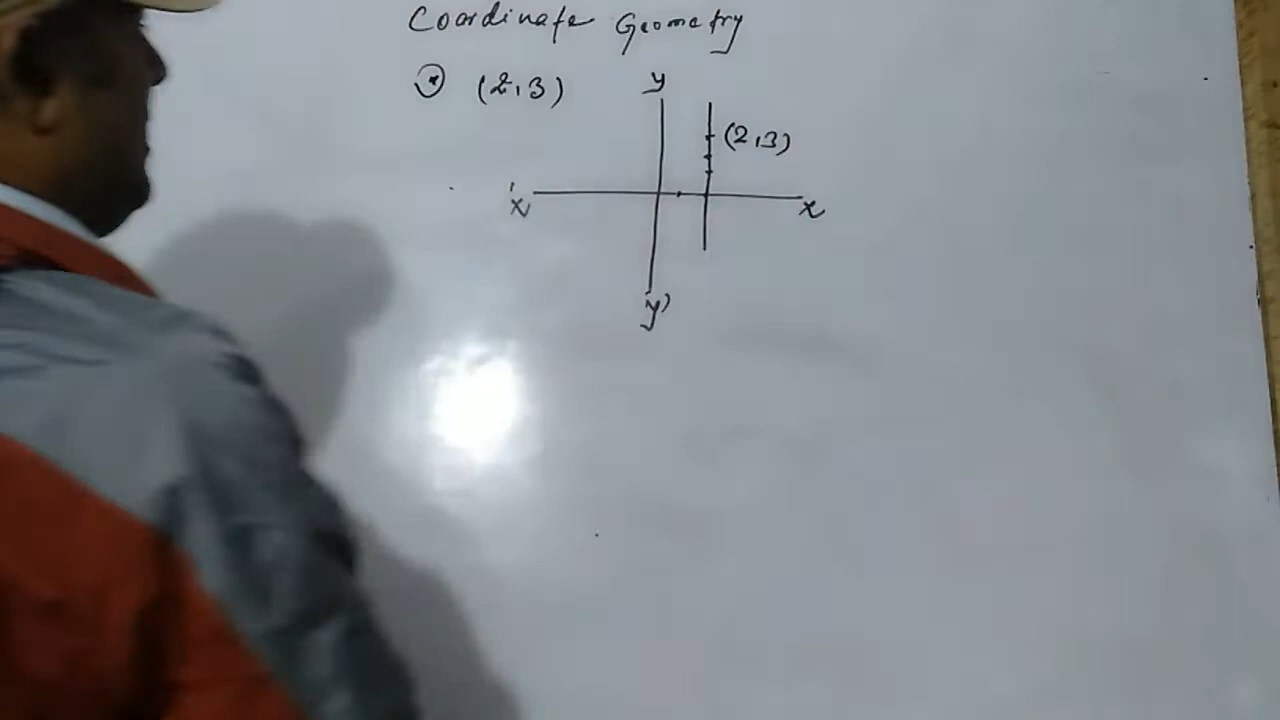 Coordinate Geometry
(2,3)
y
(2,3)
x' x
y'